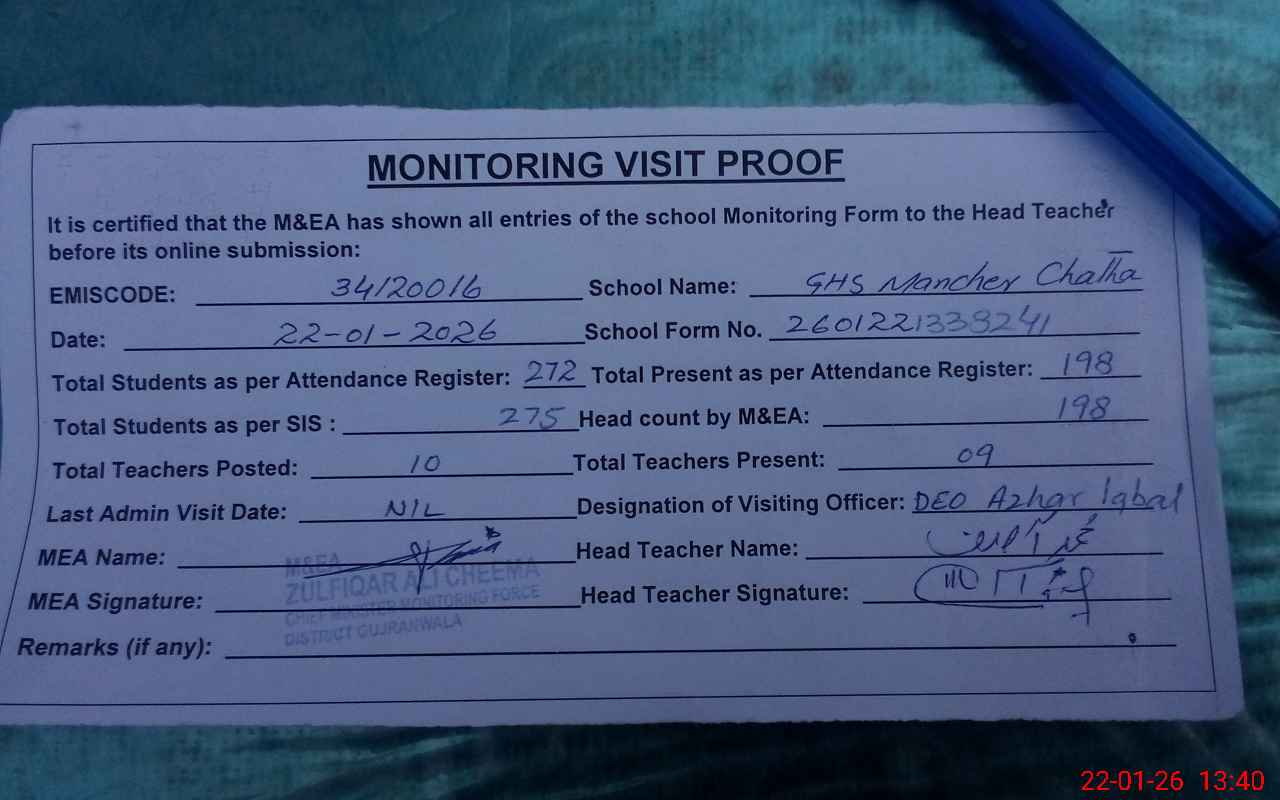 MONITORING VISIT PROOF
It is certified that the M&EA has shown all entries of the school Monitoring Form to the Head Teacher
before its online submission:
EMISCODE: 34120016 School Name: GHS Mancher Chatha
Date: 22-01-2026 School Form No. 2601221338241
Total Students as per Attendance Register: 272 Total Present as per Attendance Register: 198
Total Students as per SIS : 275 Head count by M&EA: 198
Total Teachers Posted: 10 Total Teachers Present: 09
Last Admin Visit Date: NIL Designation of Visiting Officer: DEO Azhar Iqbal
MEA Name: Head Teacher Name:
MEA Signature: Head Teacher Signature:
M&EA
ZULFIQAR ALI CHEEMA
CHIEF MINISTER MONITORING FORCE
DISTRICT GUJRANWALA
Remarks (if any):
22-01-26 13:40